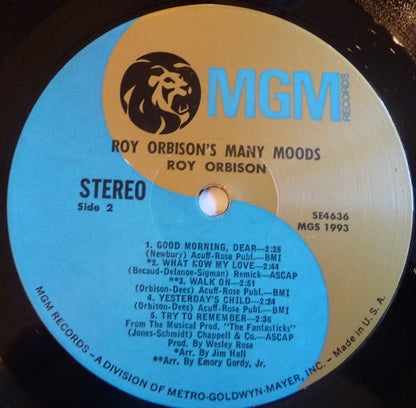 MGM
RECORDS
ROY ORBISON'S MANY MOODS
ROY ORBISON
STEREO
Side 2
SE4636
MGS 1993
1. GOOD MORNING, DEAR—2:28
(Newbury) Acuff-Rose Publ.—BMI
*2. WHAT NOW MY LOVE—2:44
(Becaud-Delanoe-Sigman) Remick—ASCAP
**3. WALK ON—2:51
(Orbison-Dees) Acuff-Rose Publ.—BMI
4. YESTERDAY'S CHILD—2:24
(Orbison-Dees) Acuff-Rose Publ.—BMI
5. TRY TO REMEMBER—2:36
From The Musical Prod. "The Fantasticks"
(Jones-Schmidt) Chappell & Co.—ASCAP
Prod. By Wesley Rose
*Arr. By Jim Hall
**Arr. By Emory Gordy, Jr.
MGM RECORDS – A DIVISION OF METRO-GOLDWYN-MAYER, INC. – Made in U.S.A.